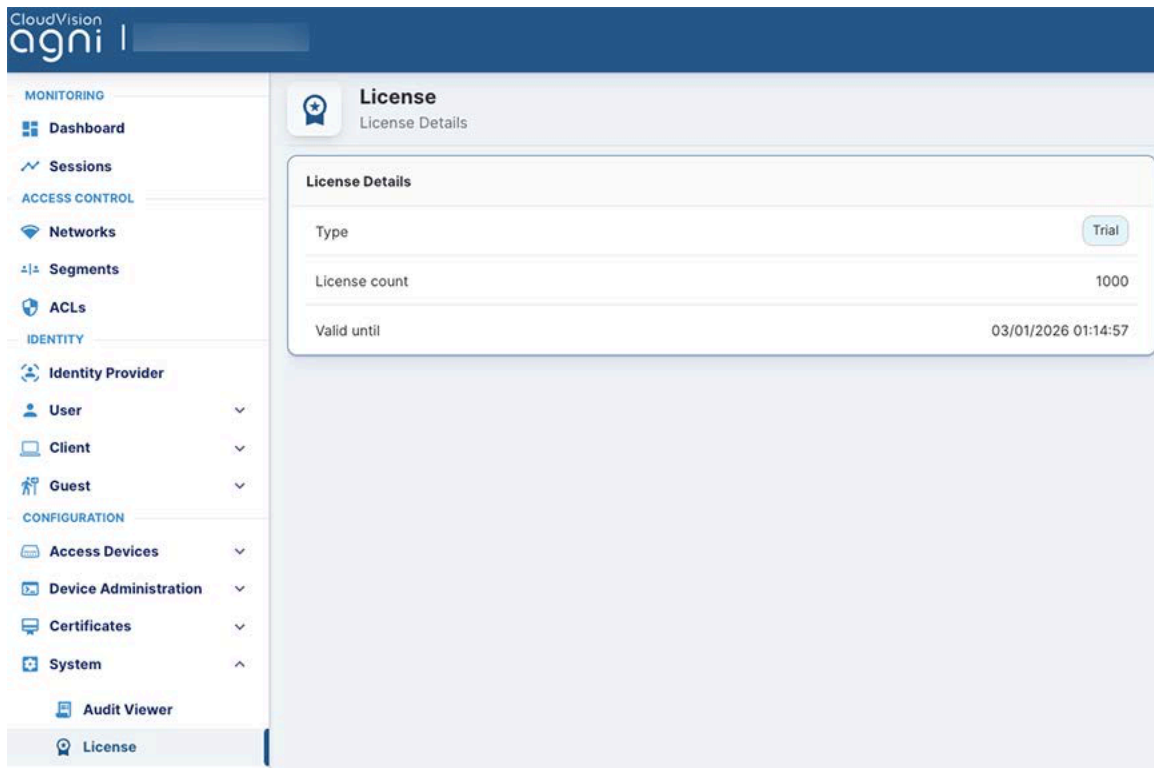 CloudVision
agni |
MONITORING
Dashboard
Sessions
ACCESS CONTROL
Networks
Segments
ACLs
IDENTITY
Identity Provider
User
Client
Guest
CONFIGURATION
Access Devices
Device Administration
Certificates
System
Audit Viewer
License
License
License Details
License Details
Type Trial
License count 1000
Valid until 03/01/2026 01:14:57